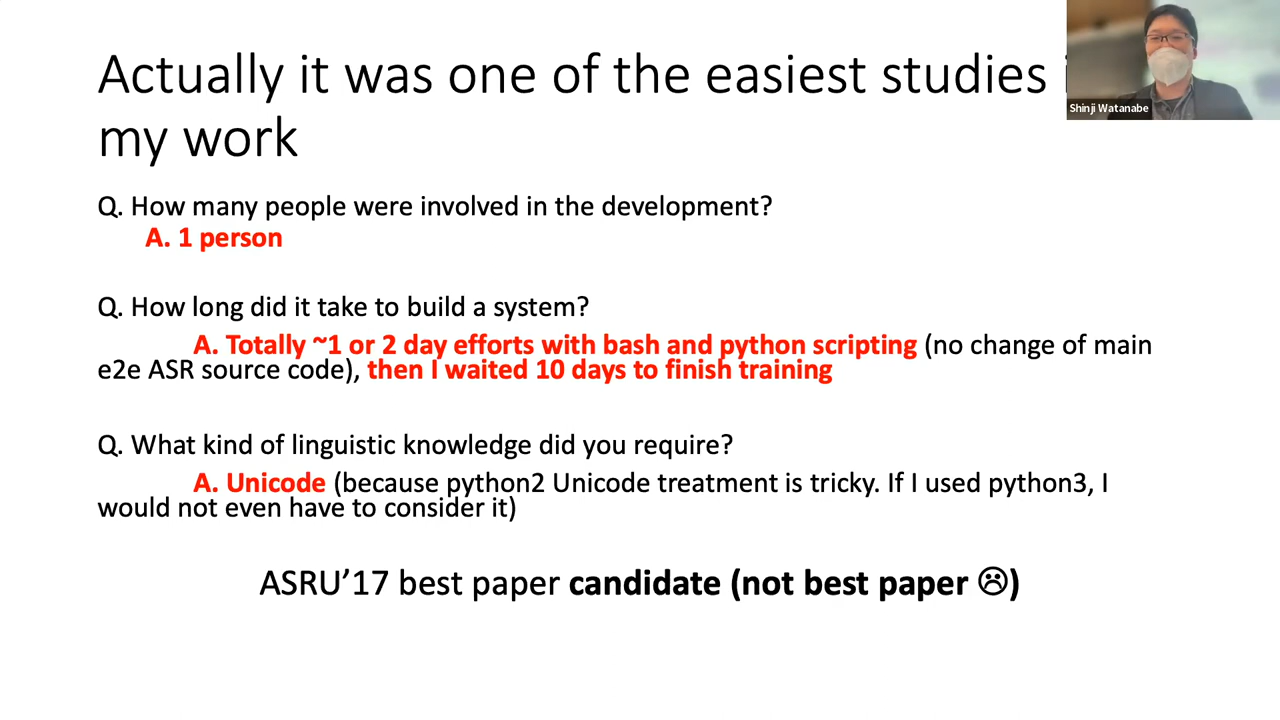 Actually it was one of the easiest studies
my work
Shinji Watanabe
Q. How many people were involved in the development?
A. 1 person
Q. How long did it take to build a system?
A. Totally ~1 or 2 day efforts with bash and python scripting (no change of main
e2e ASR source code), then I waited 10 days to finish training
Q. What kind of linguistic knowledge did you require?
A. Unicode (because python2 Unicode treatment is tricky. If I used python3, I
would not even have to consider it)
ASRU’17 best paper candidate (not best paper ☹)